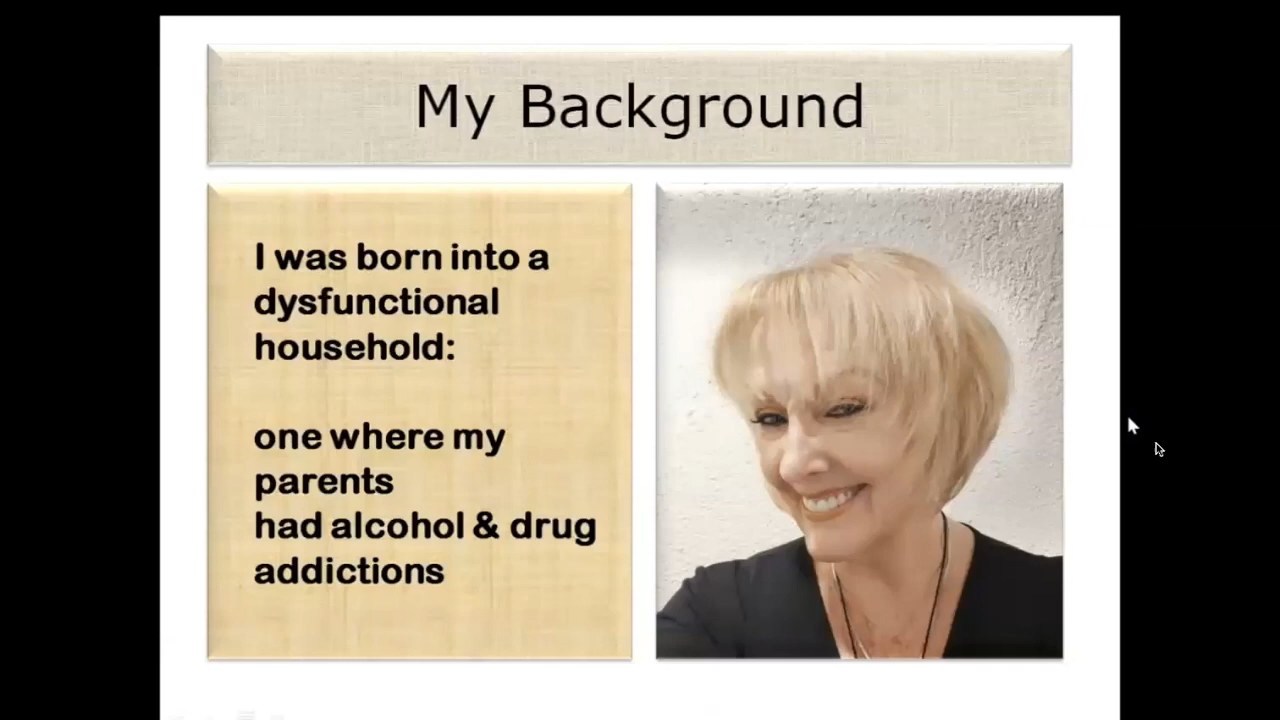 My Background
I was born into a
dysfunctional
household:
one where my
parents
had alcohol & drug
addictions